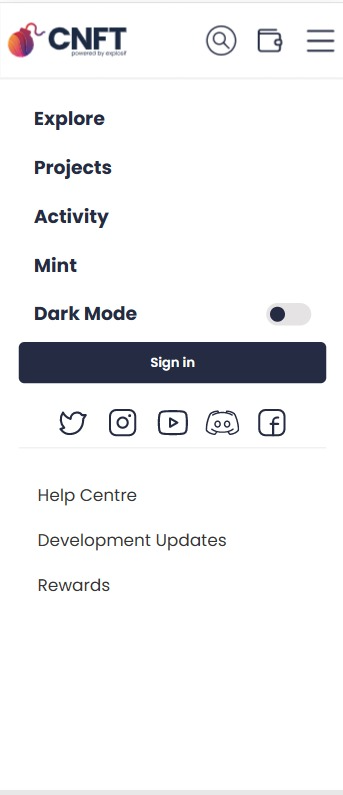 CNFT
powered by explosif
Explore
Projects
Activity
Mint
Dark Mode
Sign in
Help Centre
Development Updates
Rewards